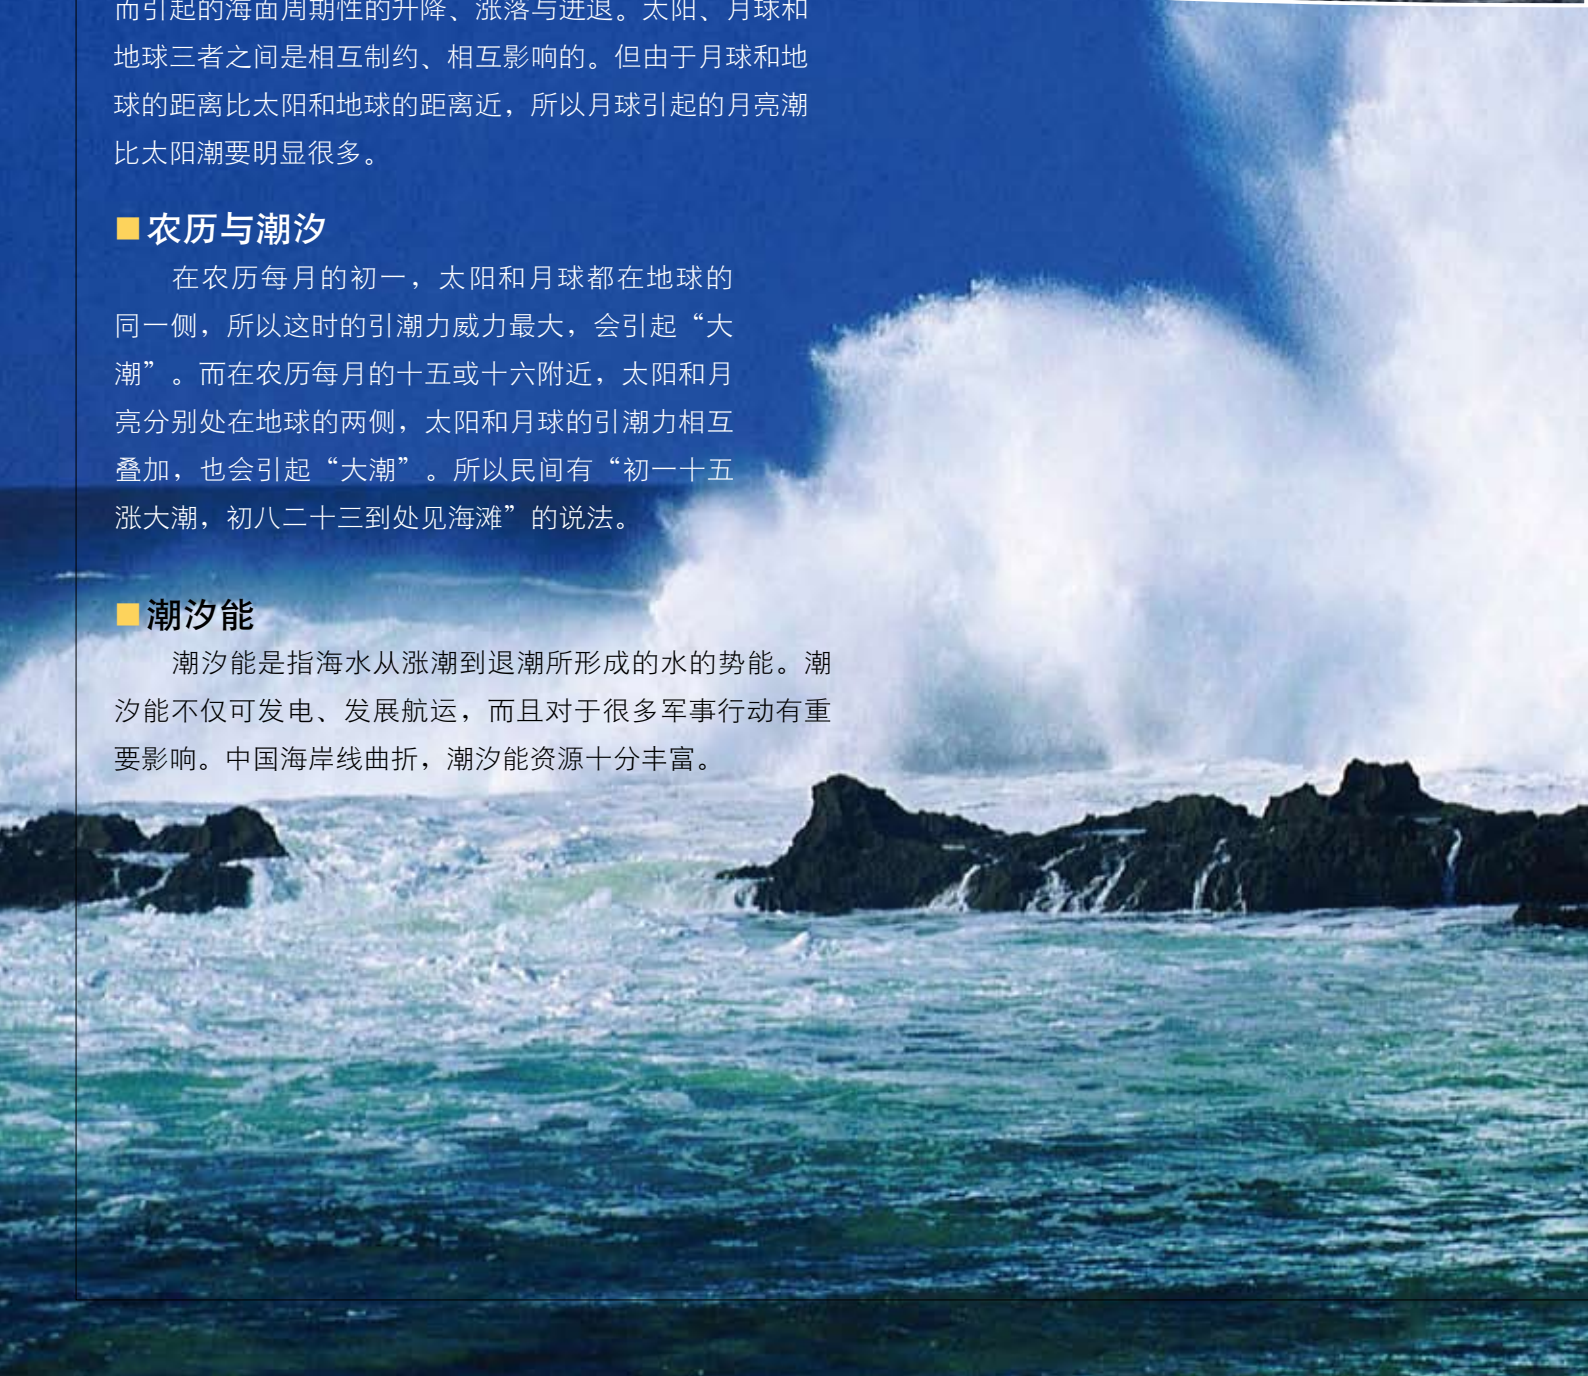 而引起的海面周期性的升降、涨落与进退。太阳、月球和
地球三者之间是相互制约、相互影响的。但由于月球和地
球的距离比太阳和地球的距离近，所以月球引起的月亮潮
比太阳潮要明显很多。
农历与潮汐
在农历每月的初一，太阳和月球都在地球的
同一侧，所以这时的引潮力威力最大，会引起“大
潮”。而在农历每月的十五或十六附近，太阳和月
亮分别处在地球的两侧，太阳和月球的引潮力相互
叠加，也会引起“大潮”。所以民间有“初一十五
涨大潮，初八二十三到处见海滩”的说法。
潮汐能
潮汐能是指海水从涨潮到退潮所形成的水的势能。潮
汐能不仅可发电、发展航运，而且对于很多军事行动有重
要影响。中国海岸线曲折，潮汐能资源十分丰富。